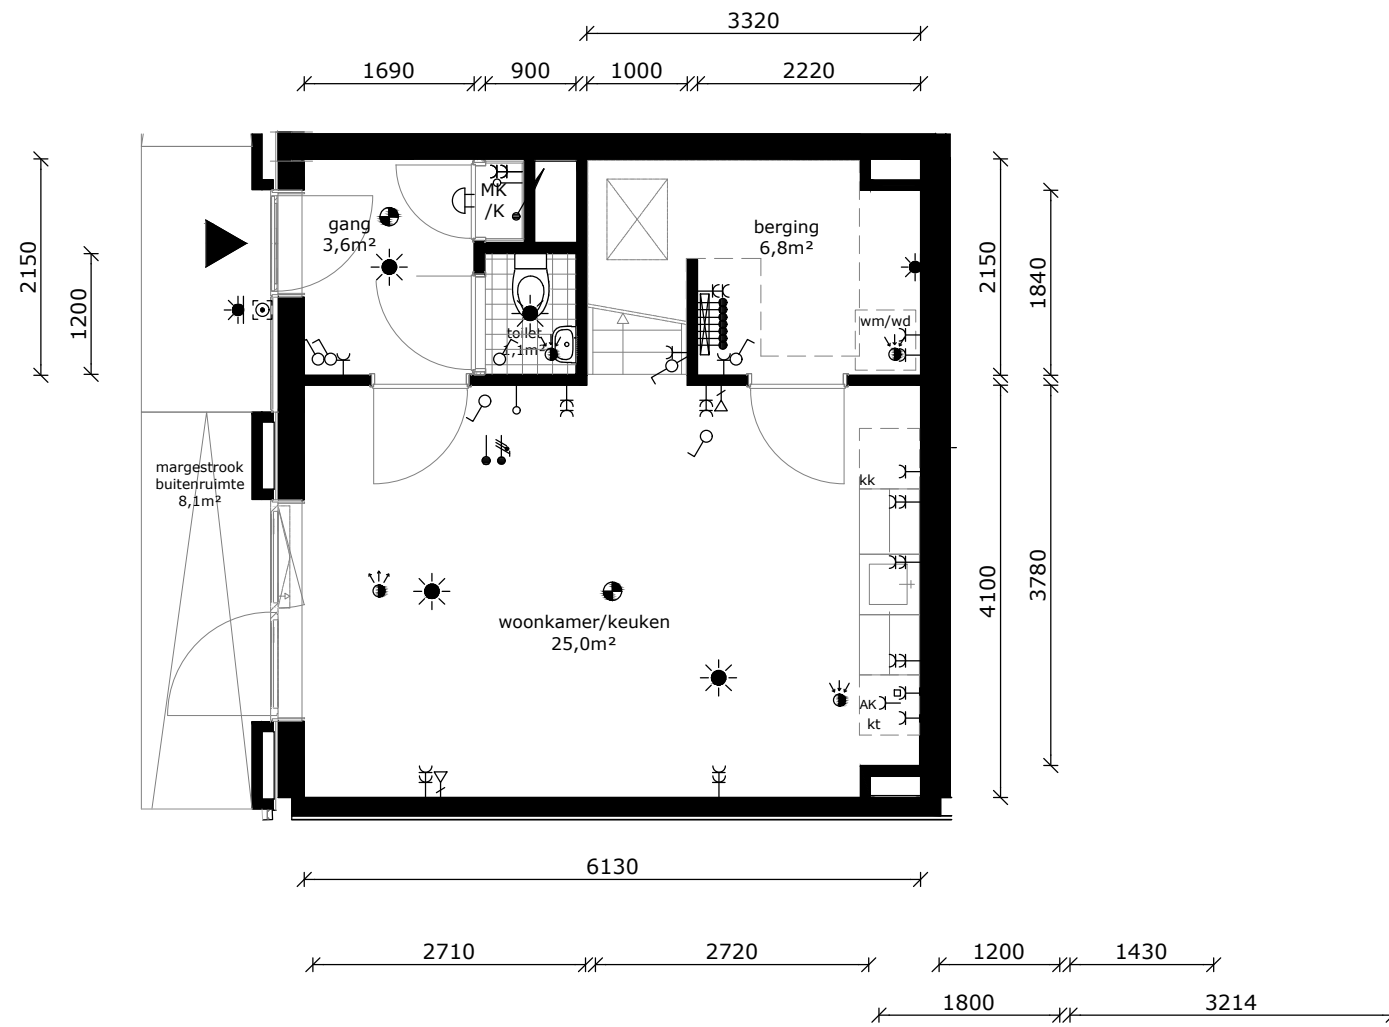 3320
1690
900
1000
2220
MK
/K
gang
3,6m²
berging
6,8m²
2150
1200
2150
1840
toilet
1,1m²
wm/wd
margestrook
buitenruimte
8,1m²
kk
4100
3780
woonkamer/keuken
25,0m²
AK
kt
6130
2710
2720
1200
1430
1800
3214